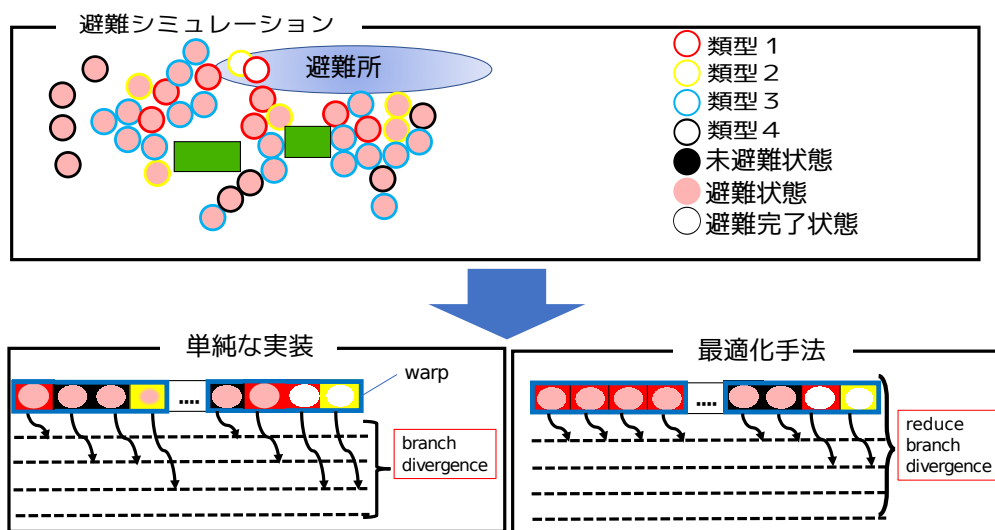 避難シミュレーション
避難所
類型１
類型２
類型３
類型４
未避難状態
避難状態
避難完了状態
単純な実装
....
warp
branch
divergence
最適化手法
....
reduce
branch
divergence